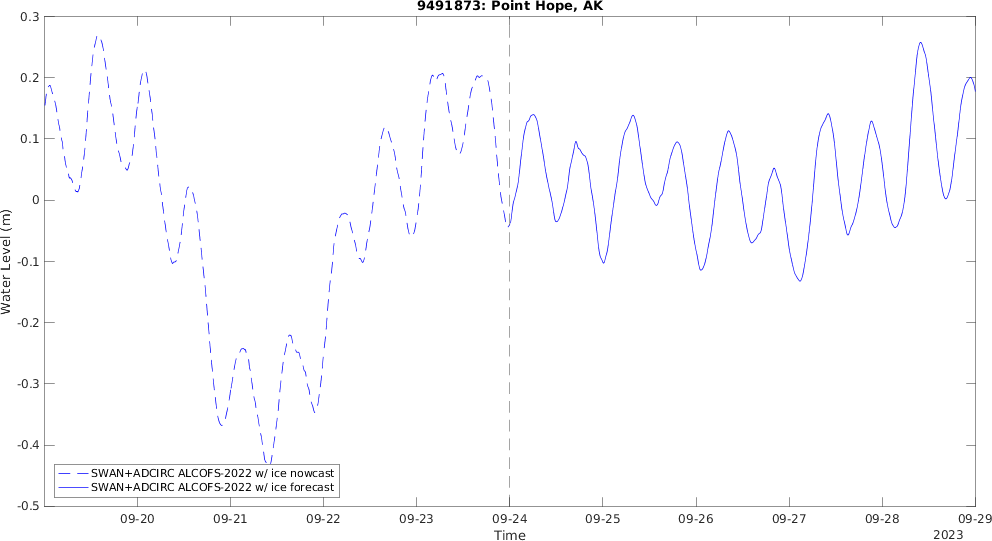 9491873: Point Hope, AK
0.3
0.2
0.1
0
-0.1
-0.2
-0.3
-0.4
-0.5
Water Level (m)
SWAN+ADCIRC ALCOFS-2022 w/ ice nowcast
SWAN+ADCIRC ALCOFS-2022 w/ ice forecast
09-20 09-21 09-22 09-23 09-24 09-25 09-26 09-27 09-28 09-29
Time
2023